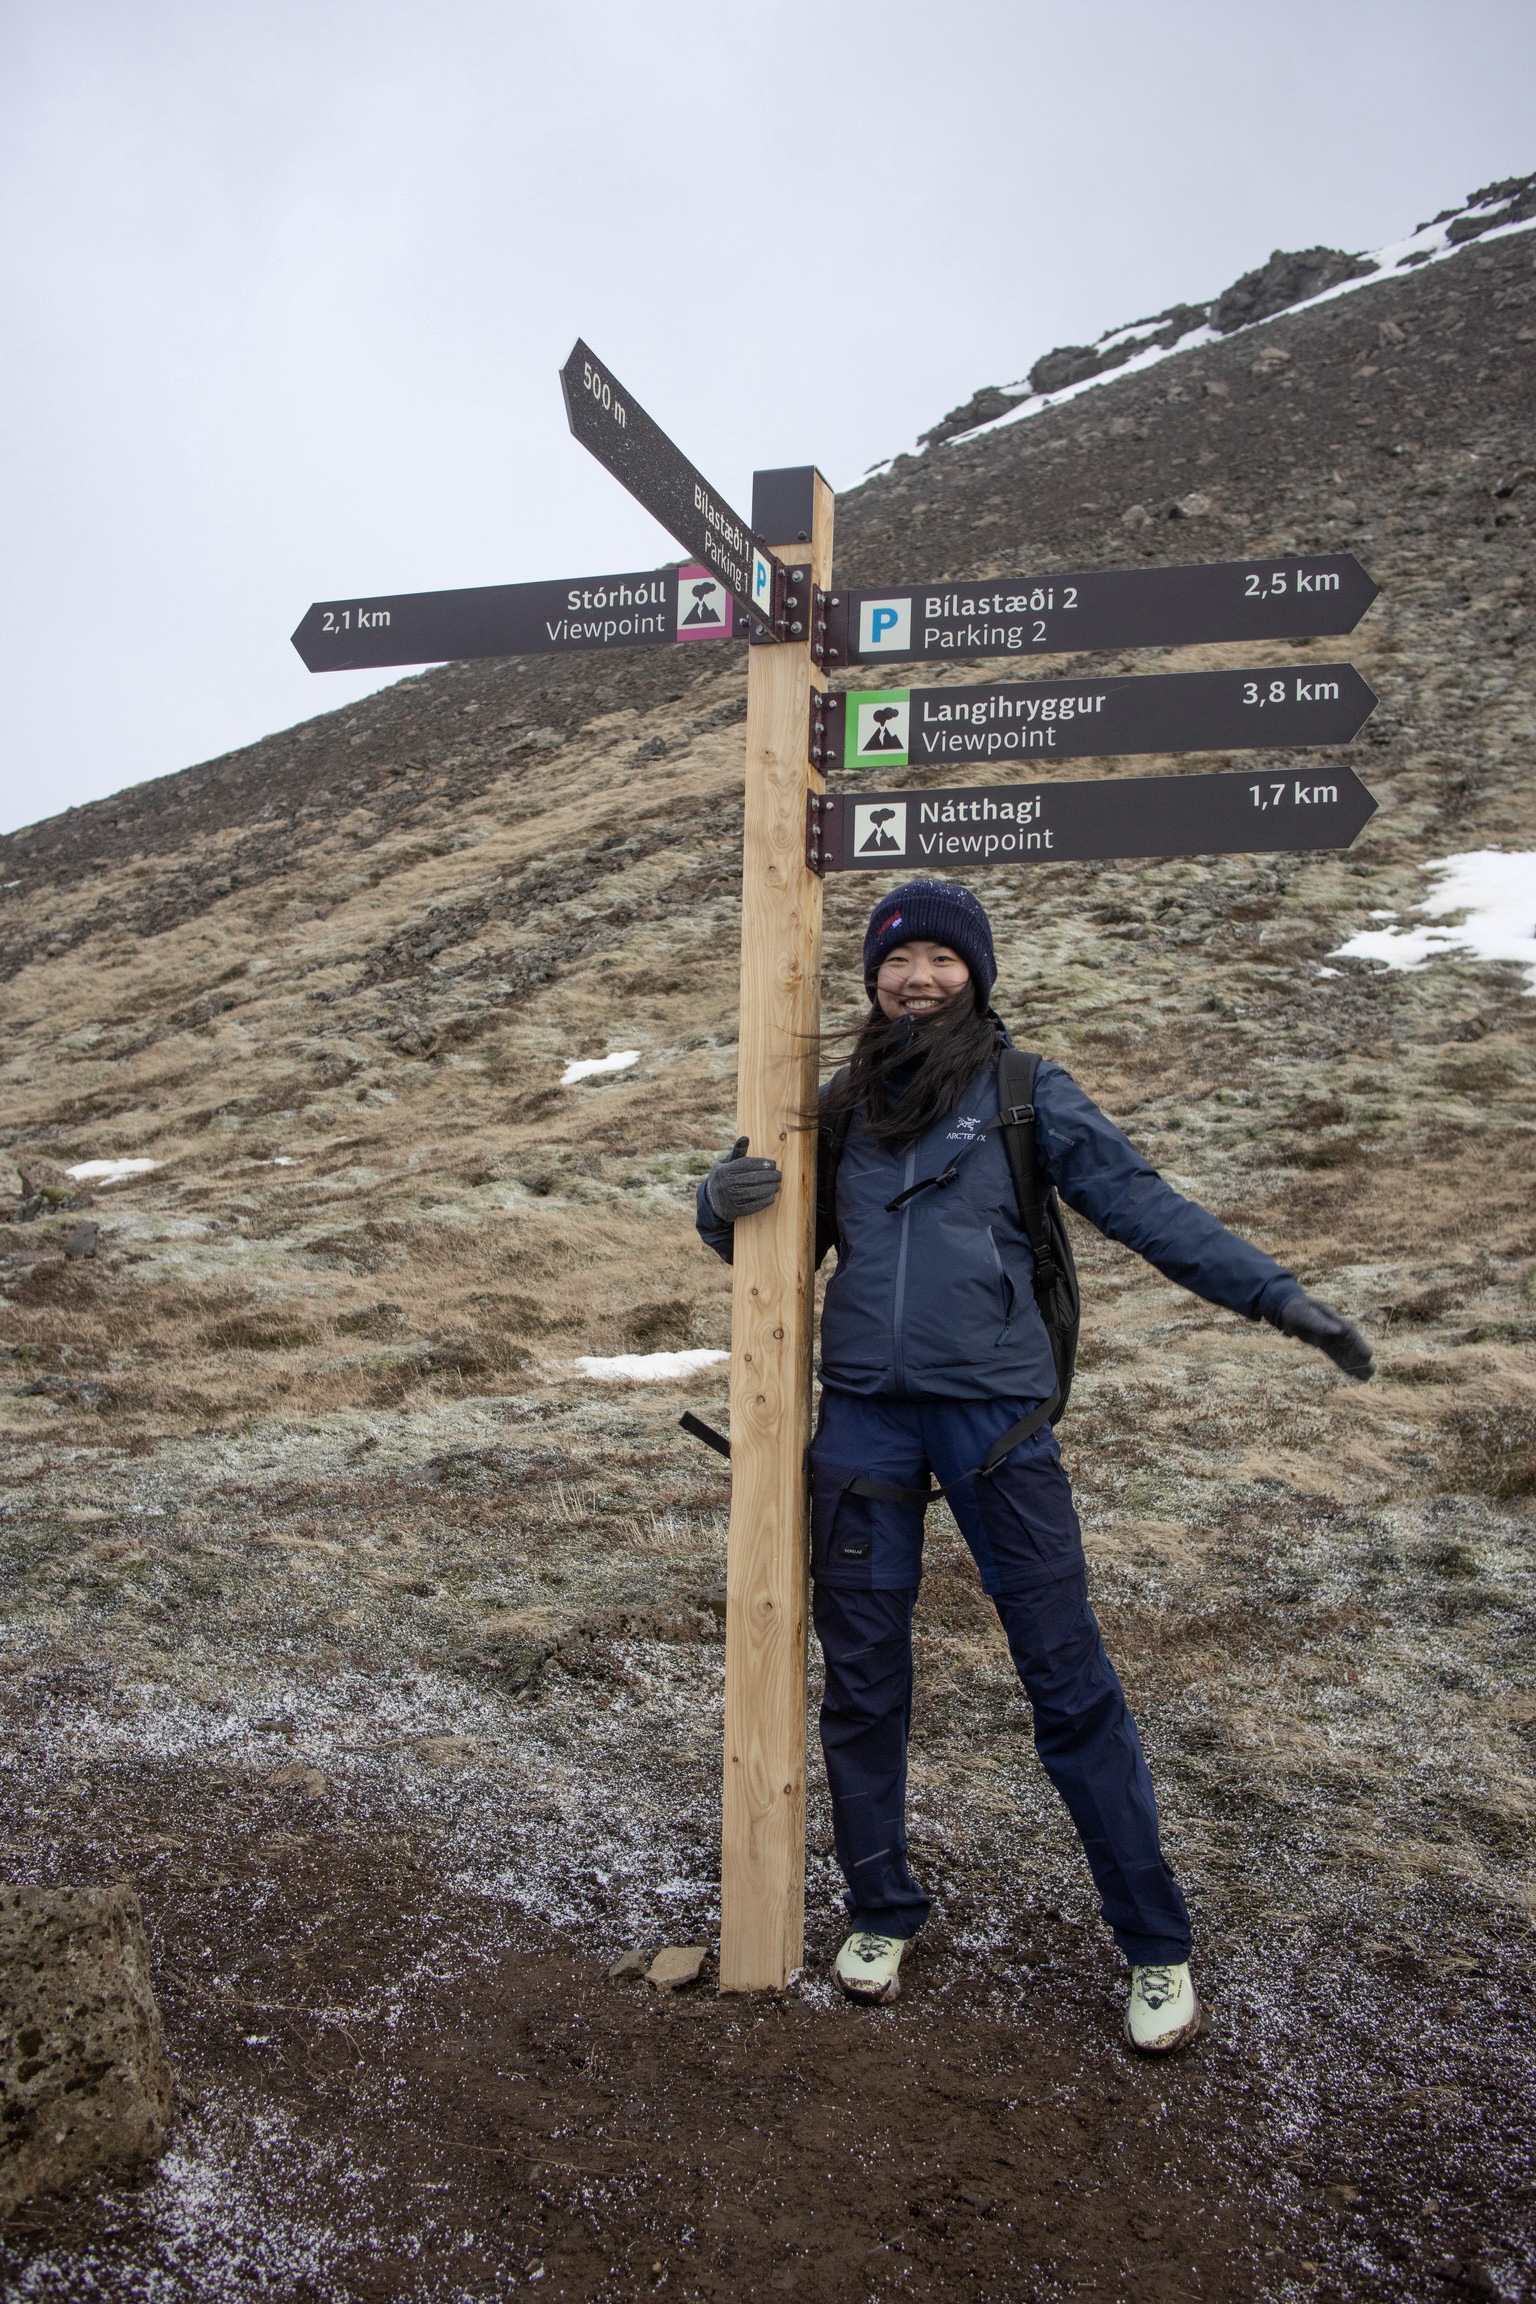 500 m
Bílastæði 1
Parking 1
P
2,1 km
Stórhóll
Viewpoint
P
Bílastæði 2
Parking 2
2,5 km
Langihryggur
Viewpoint
3,8 km
Nátthagi
Viewpoint
1,7 km
ARC'TERYX